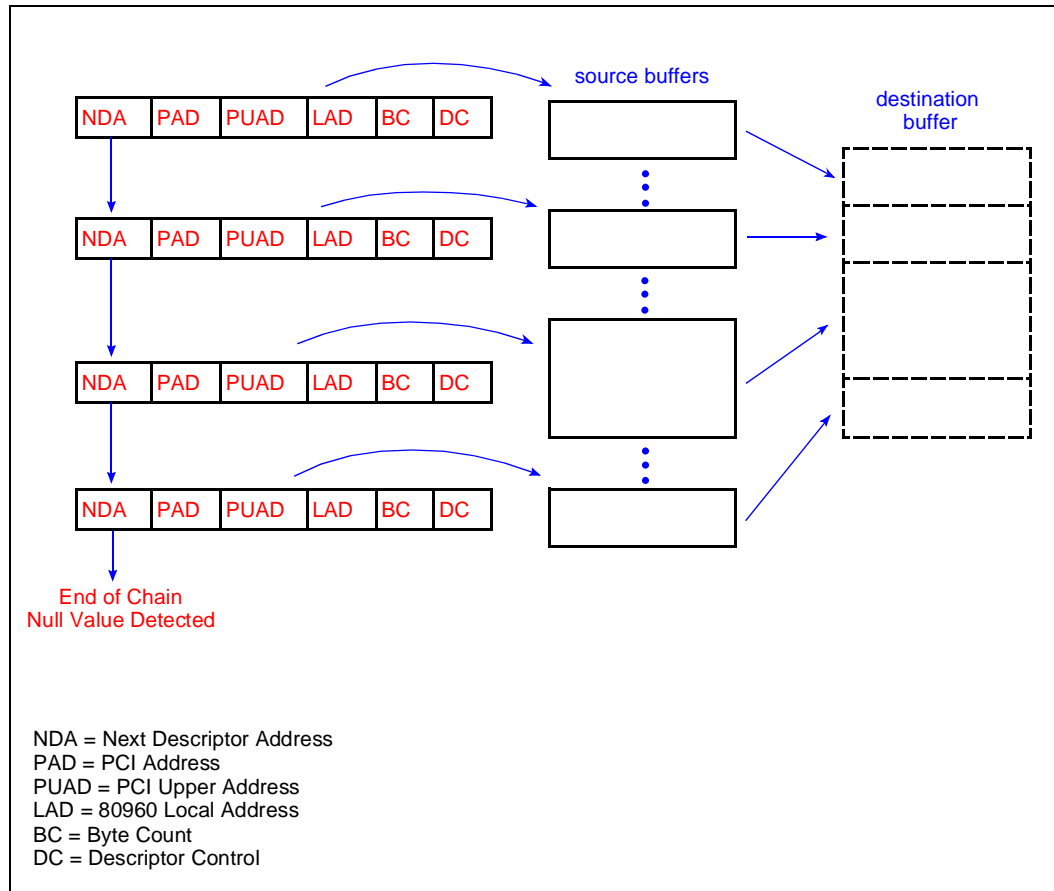 source buffers
destination
buffer
NDA PAD PUAD LAD BC DC
NDA PAD PUAD LAD BC DC
NDA PAD PUAD LAD BC DC
NDA PAD PUAD LAD BC DC
End of Chain
Null Value Detected
NDA = Next Descriptor Address
PAD = PCI Address
PUAD = PCI Upper Address
LAD = 80960 Local Address
BC = Byte Count
DC = Descriptor Control